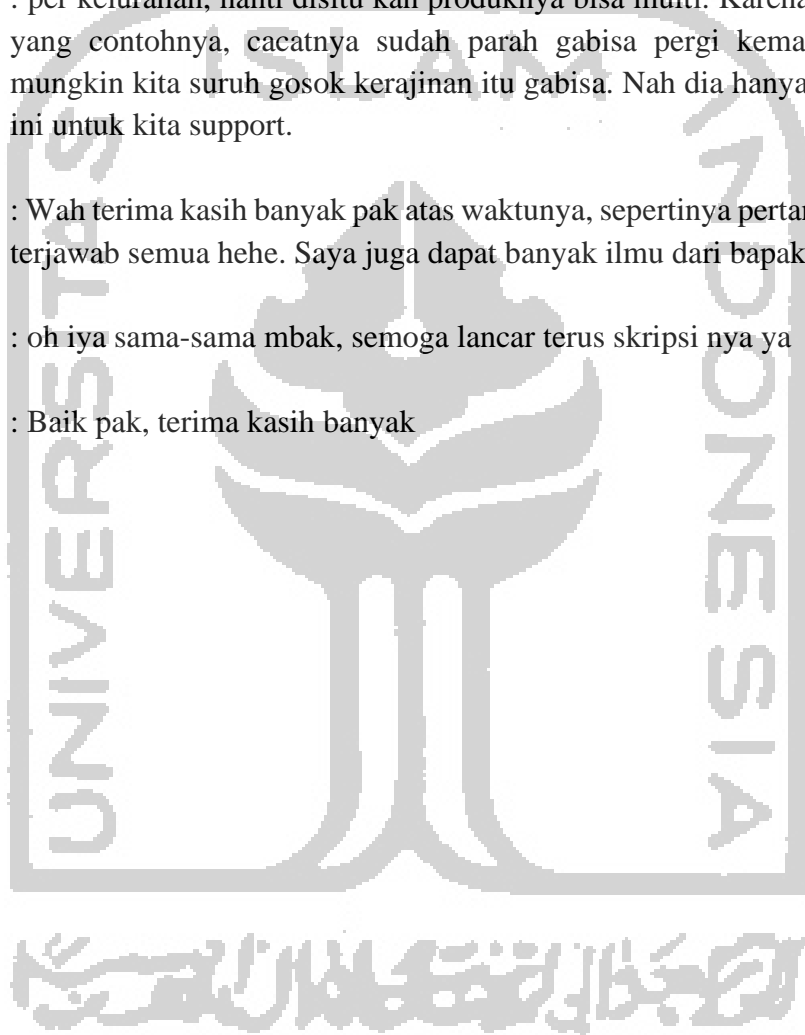 : per kelurahan, nanti disitu kan produknya bisa multi. Karena
yang contohnya, cacatnya sudah parah gabisa pergi kema
mungkin kita suruh gosok kerajinan itu gabisa. Nah dia hanya
ini untuk kita support.
: Wah terima kasih banyak pak atas waktunya, sepertinya pertan
terjawab semua hehe. Saya juga dapat banyak ilmu dari bapak
: oh iya sama-sama mbak, semoga lancar terus skripsi nya ya
: Baik pak, terima kasih banyak
UNIVERSITAS
ISLAM
INDONESIA